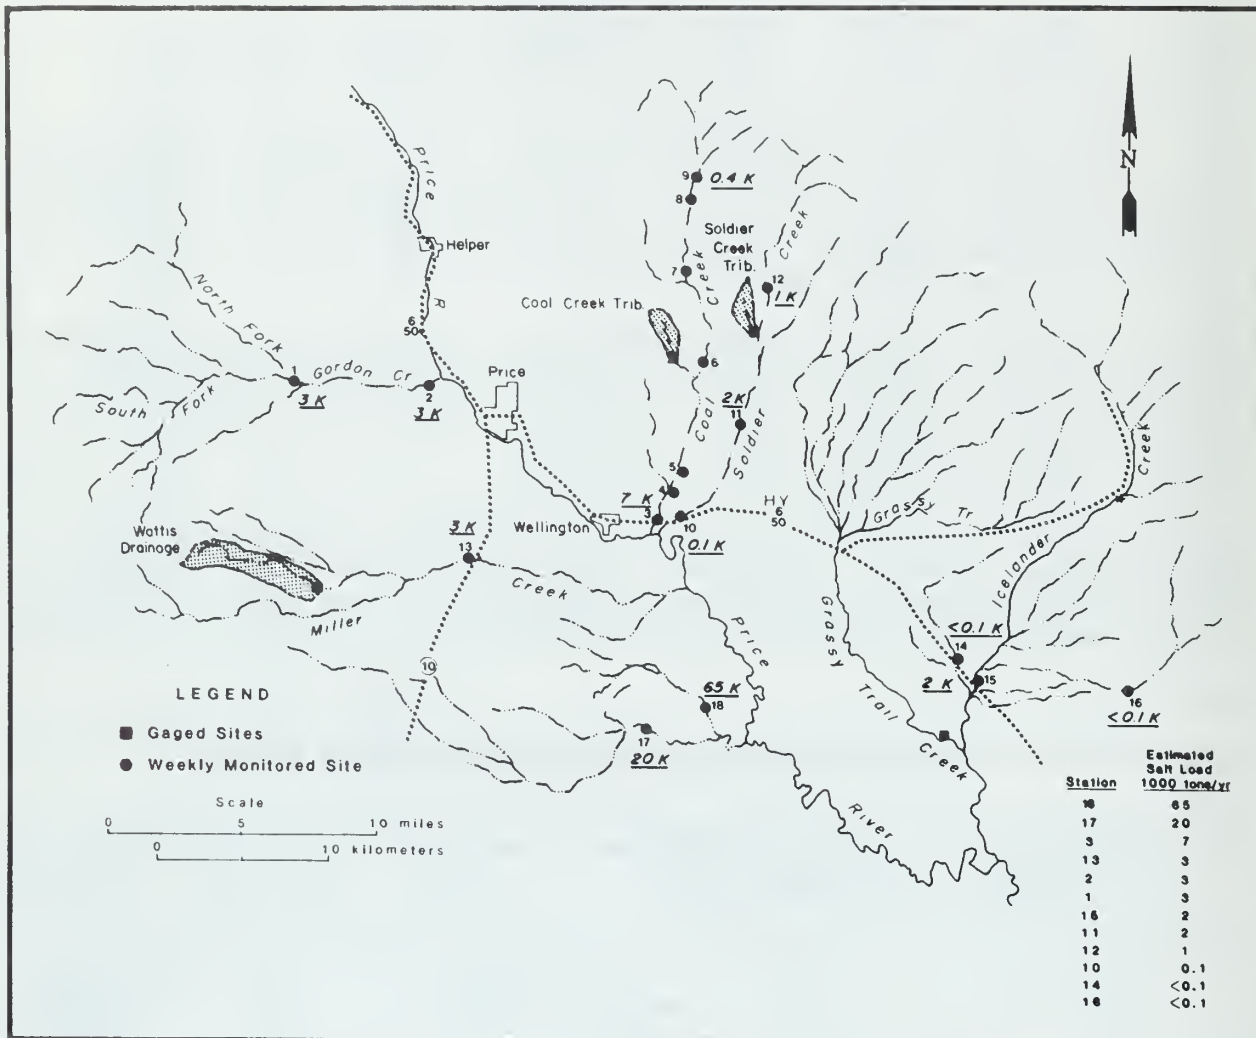 Price
R
Helper
6
50
North Fork
South Fork
1
Gordon Cr
3 K
2
3 K
Price
9
0.4 K
8
7
Soldier
Creek
Trib.
Creek
12
1 K
Coal Creek Trib.
Creek
6
2 K
11
Coal
Soldier
5
4
7 K
3
10
0.1 K
Wellington
HY
6
50
N
Grassy Tr
Creek
Icelander
Wattis
Drainage
3 K
13
Creek
Miller
10
Price
Grassy
Trail
Creek
<0.1 K
14
2 K
15
16
<0.1 K
65 K
18
17
20 K
River
LEGEND
Gaged Sites
Weekly Monitored Site
Scale
0 5 10 miles
0 10 kilometers
Estimated
Salt Load
Station 1000 tons/yr
18 65
17 20
3 7
13 3
2 3
1 3
15 2
11 2
12 1
10 0.1
14 <0.1
16 <0.1